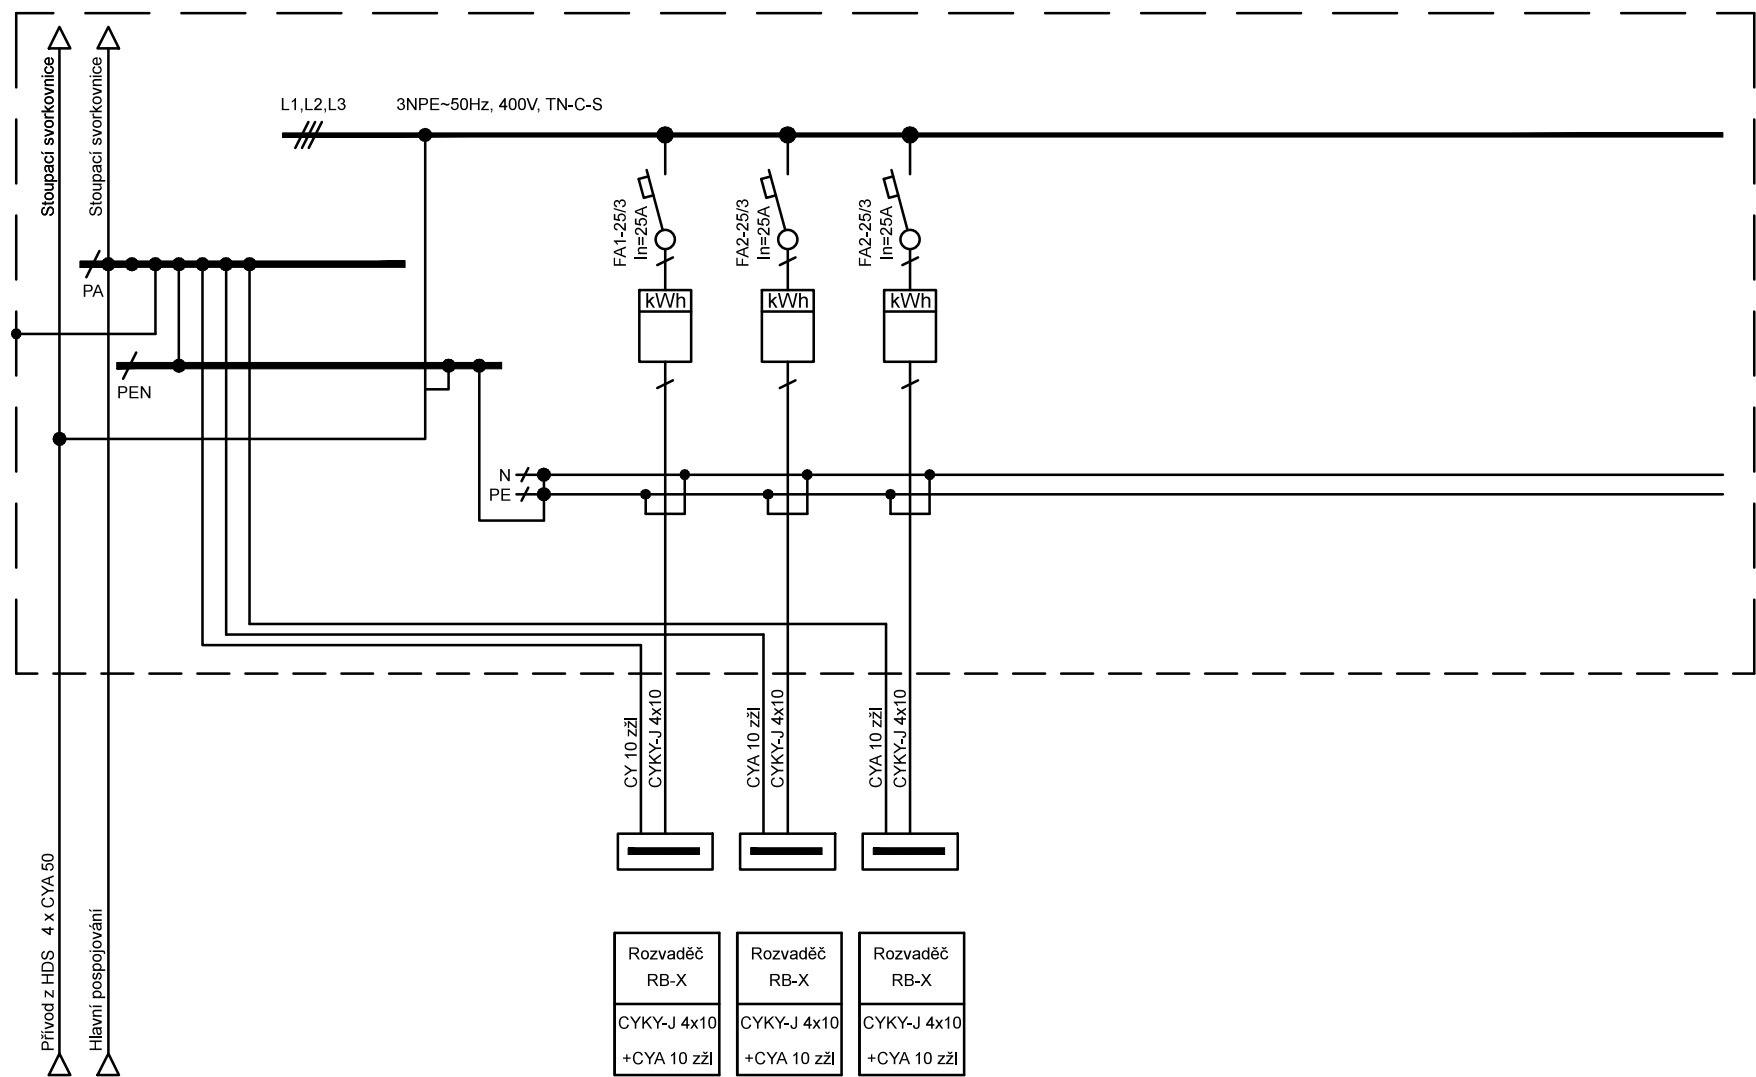 Stoupací svorkovnice
Stoupací svorkovnice
L1,L2,L3
3NPE~50Hz, 400V, TN-C-S
FA1-25/3
In=25A
FA2-25/3
In=25A
FA2-25/3
In=25A
PA
kWh
kWh
kWh
PEN
N
PE
CY 10 zžl
CYKY-J 4x10
CYA 10 zžl
CYKY-J 4x10
CYA 10 zžl
CYKY-J 4x10
Přívod z HDS 4 x CYA 50
Hlavní pospojování
Rozvaděč
RB-X
CYKY-J 4x10
+CYA 10 zžl
Rozvaděč
RB-X
CYKY-J 4x10
+CYA 10 zžl
Rozvaděč
RB-X
CYKY-J 4x10
+CYA 10 zžl